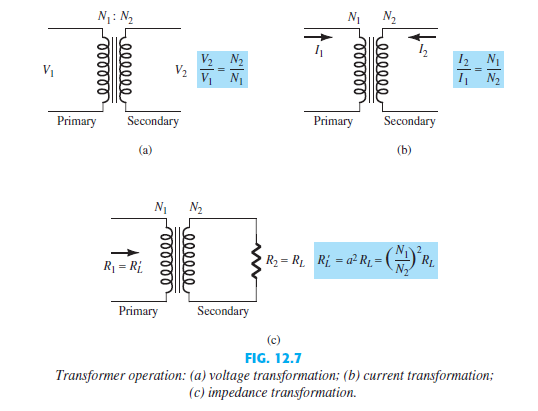 N₁ : N₂
V₁
V₂
V₂/V₁ = N₂/N₁
Primary
Secondary
(a)
N₁ N₂
I₁
I₂
I₂/I₁ = N₁/N₂
Primary
Secondary
(b)
N₁ N₂
R₁ = R′L
R₂ = RL
R′L = a² RL = (N₁/N₂)² RL
Primary
Secondary
(c)
FIG. 12.7
Transformer operation: (a) voltage transformation; (b) current transformation;
(c) impedance transformation.